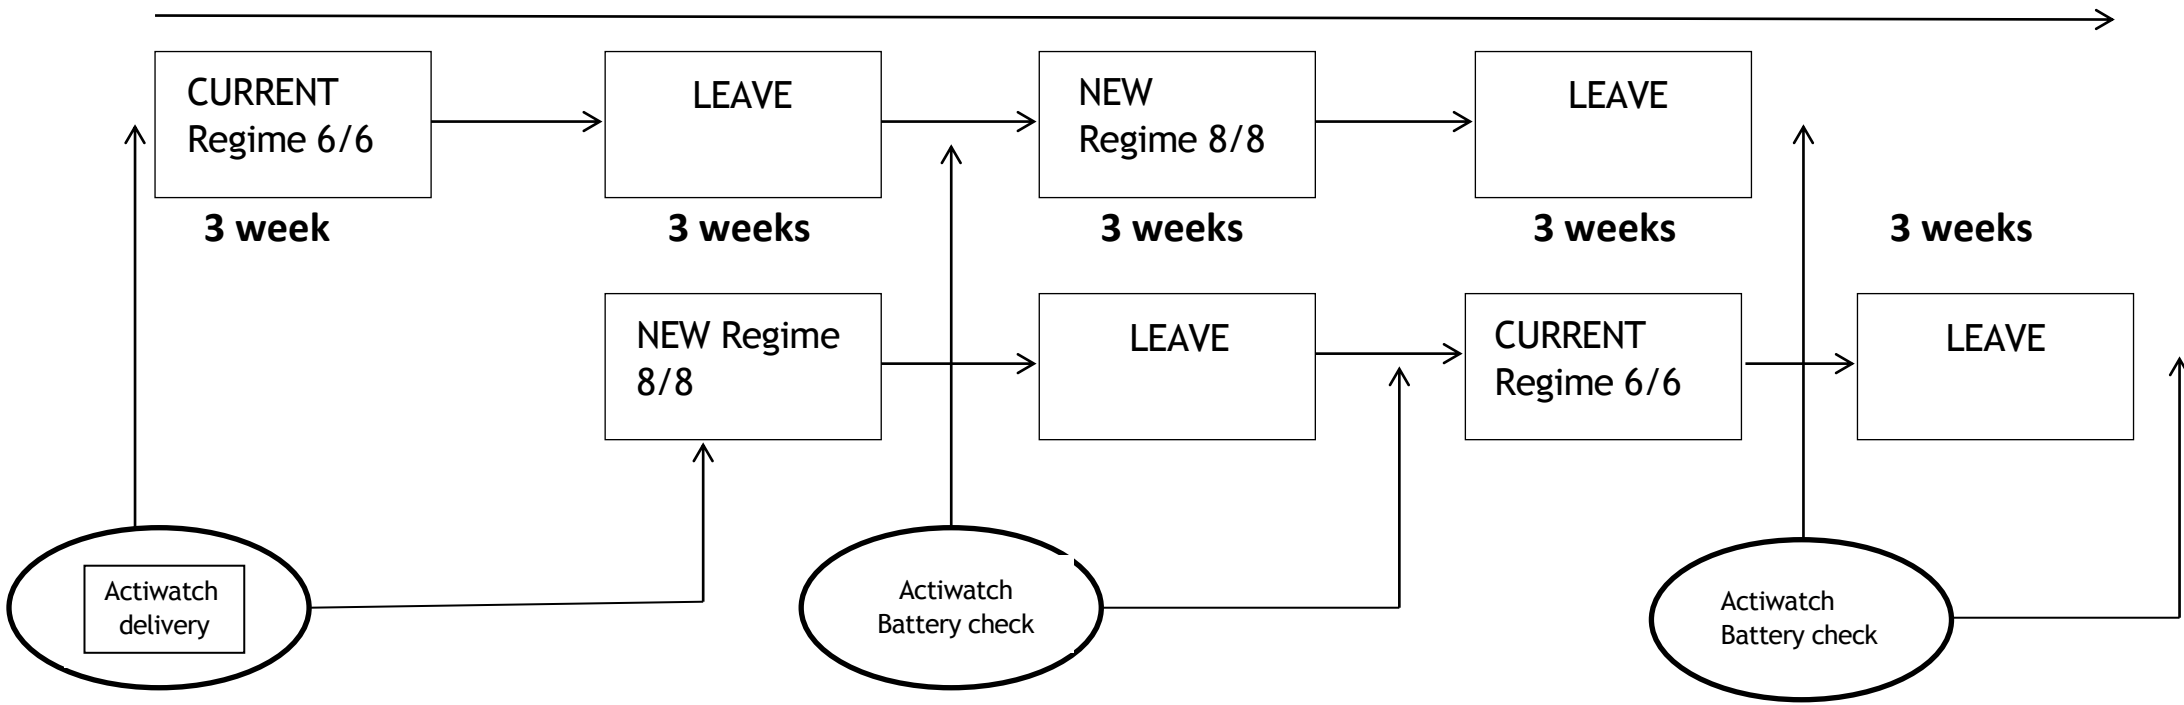 CURRENT
Regime 6/6
LEAVE
NEW
Regime 8/8
LEAVE
3 week
3 weeks
3 weeks
3 weeks
3 weeks
NEW Regime
8/8
LEAVE
CURRENT
Regime 6/6
LEAVE
Actiwatch
delivery
Actiwatch
Battery check
Actiwatch
Battery check